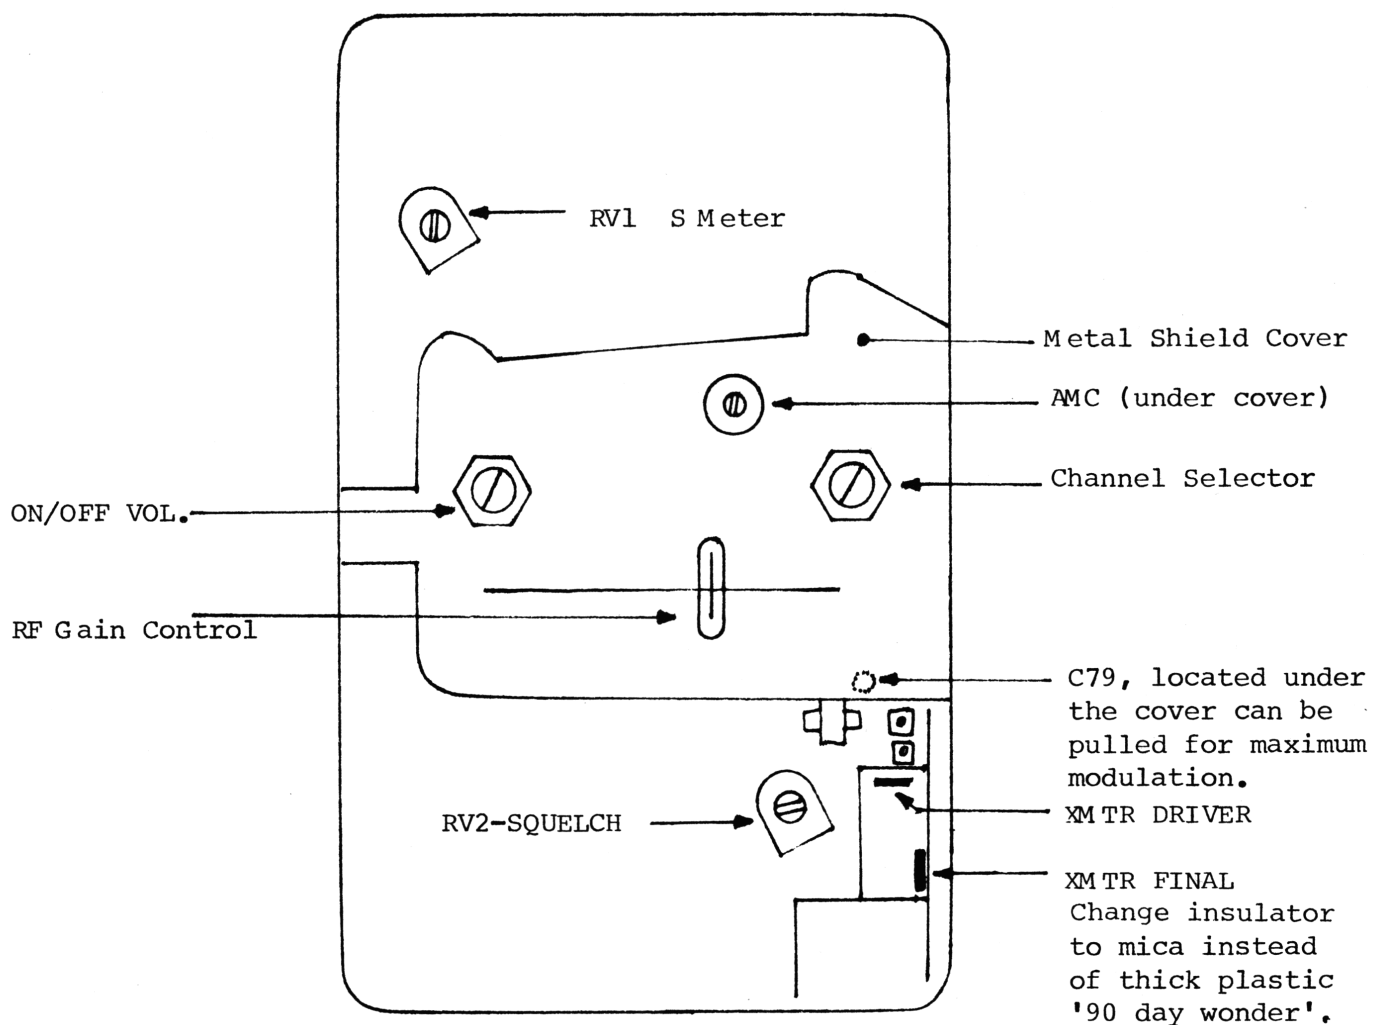 RV1 S Meter
Metal Shield Cover
AMC (under cover)
Channel Selector
ON/OFF VOL.
RF Gain Control
C79, located under
the cover can be
pulled for maximum
modulation.
XMTR DRIVER
RV2-SQUELCH
XMTR FINAL
Change insulator
to mica instead
of thick plastic
'90 day wonder'.